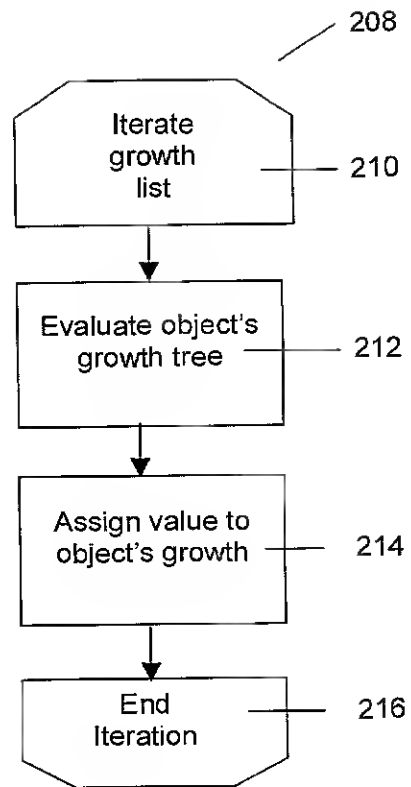 208
Iterate
growth
list
210
Evaluate object's
growth tree
212
Assign value to
object's growth
214
End
Iteration
216